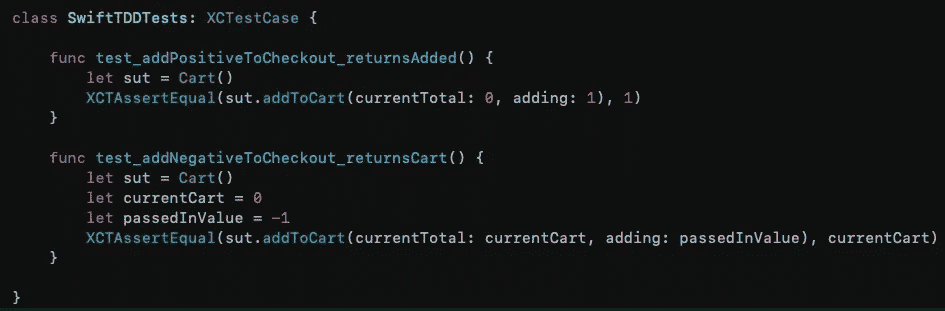 class SwiftTDDTests: XCTestCase {
func test_addPositiveToCheckout_returnsAdded() {
let sut = Cart()
XCTAssertEqual(sut.addToCart(currentTotal: 0, adding: 1), 1)
}
func test_addNegativeToCheckout_returnsCart() {
let sut = Cart()
let currentCart = 0
let passedInValue = -1
XCTAssertEqual(sut.addToCart(currentTotal: currentCart, adding: passedInValue), currentCart)
}
}